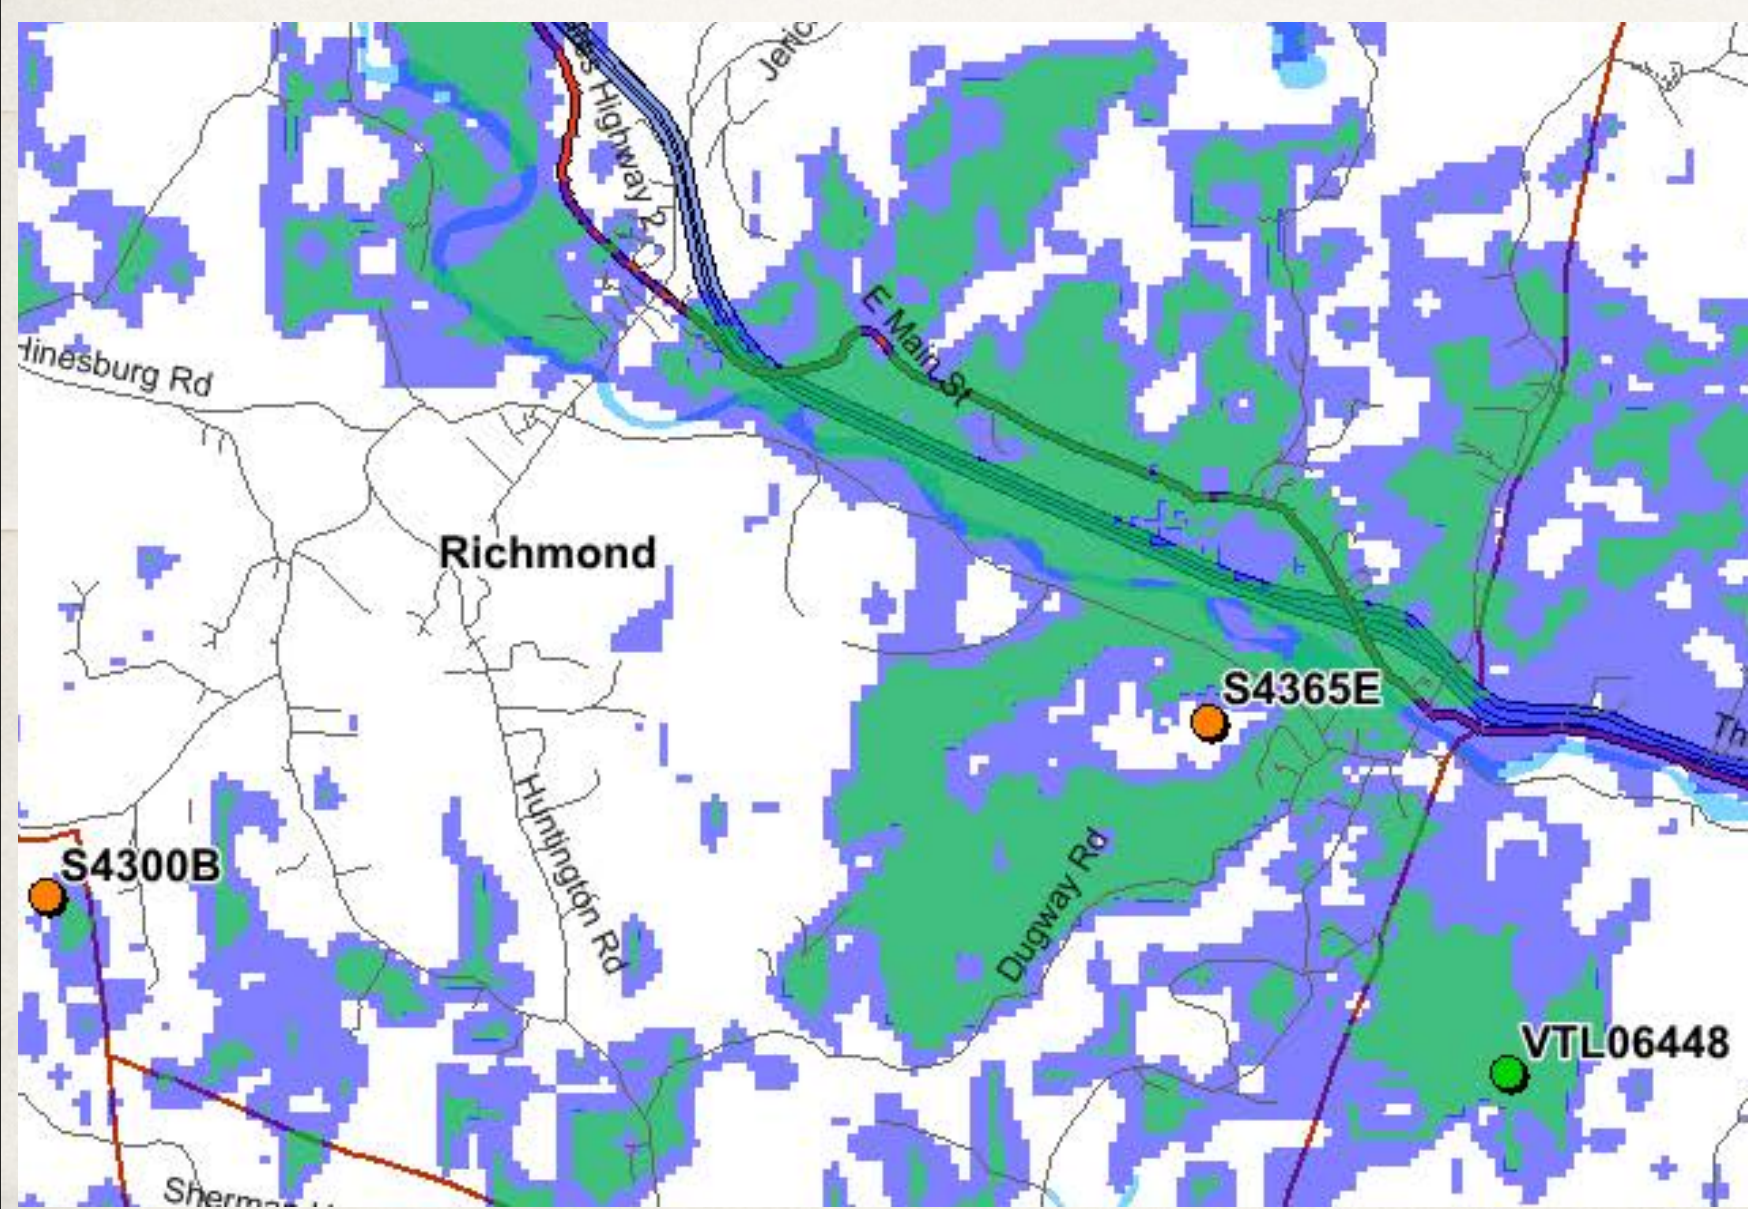 Highway 2
E Main St
Hinesburg Rd
Richmond
S4365E
Huntington Rd
Dugway Rd
S4300B
VTL06448